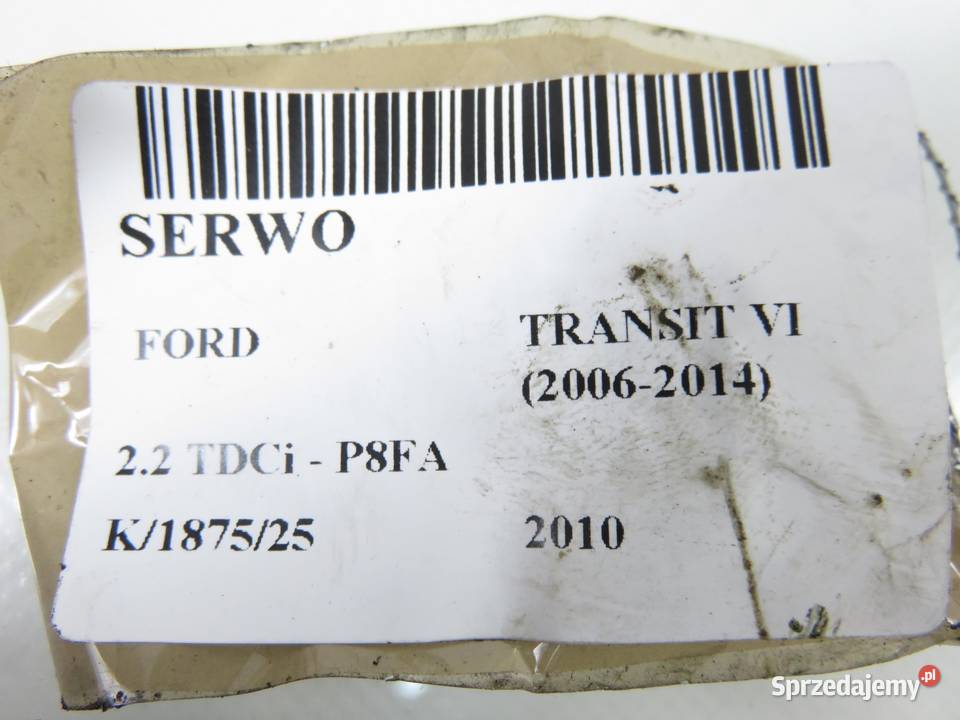 SERWO
FORD
TRANSIT VI
(2006-2014)
2.2 TDCi - P8FA
K/1875/25
2010
Sprzedajemy.pl